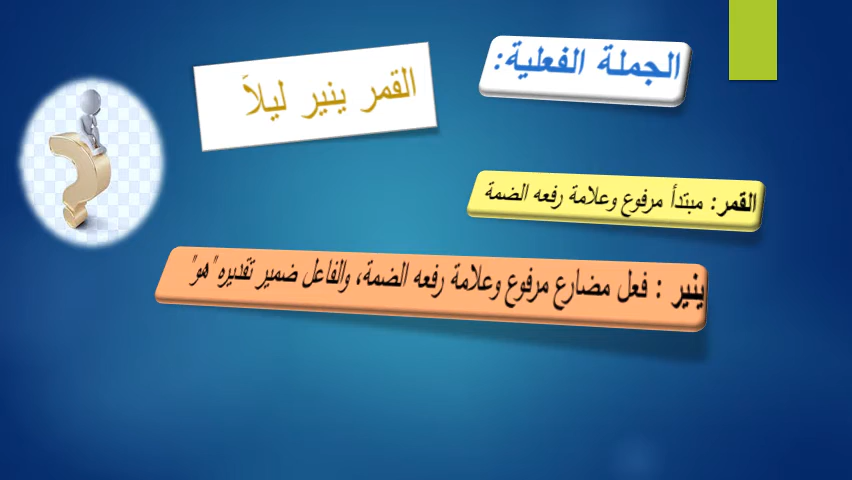 الجملة الفعلية:
القمر ينير ليلاَ
القمر: مبتدأ مرفوع وعلامة رفعه الضمة
ينير : فعل مضارع مرفوع وعلامة رفعه الضمة، والفاعل ضمير تقديره "هو"